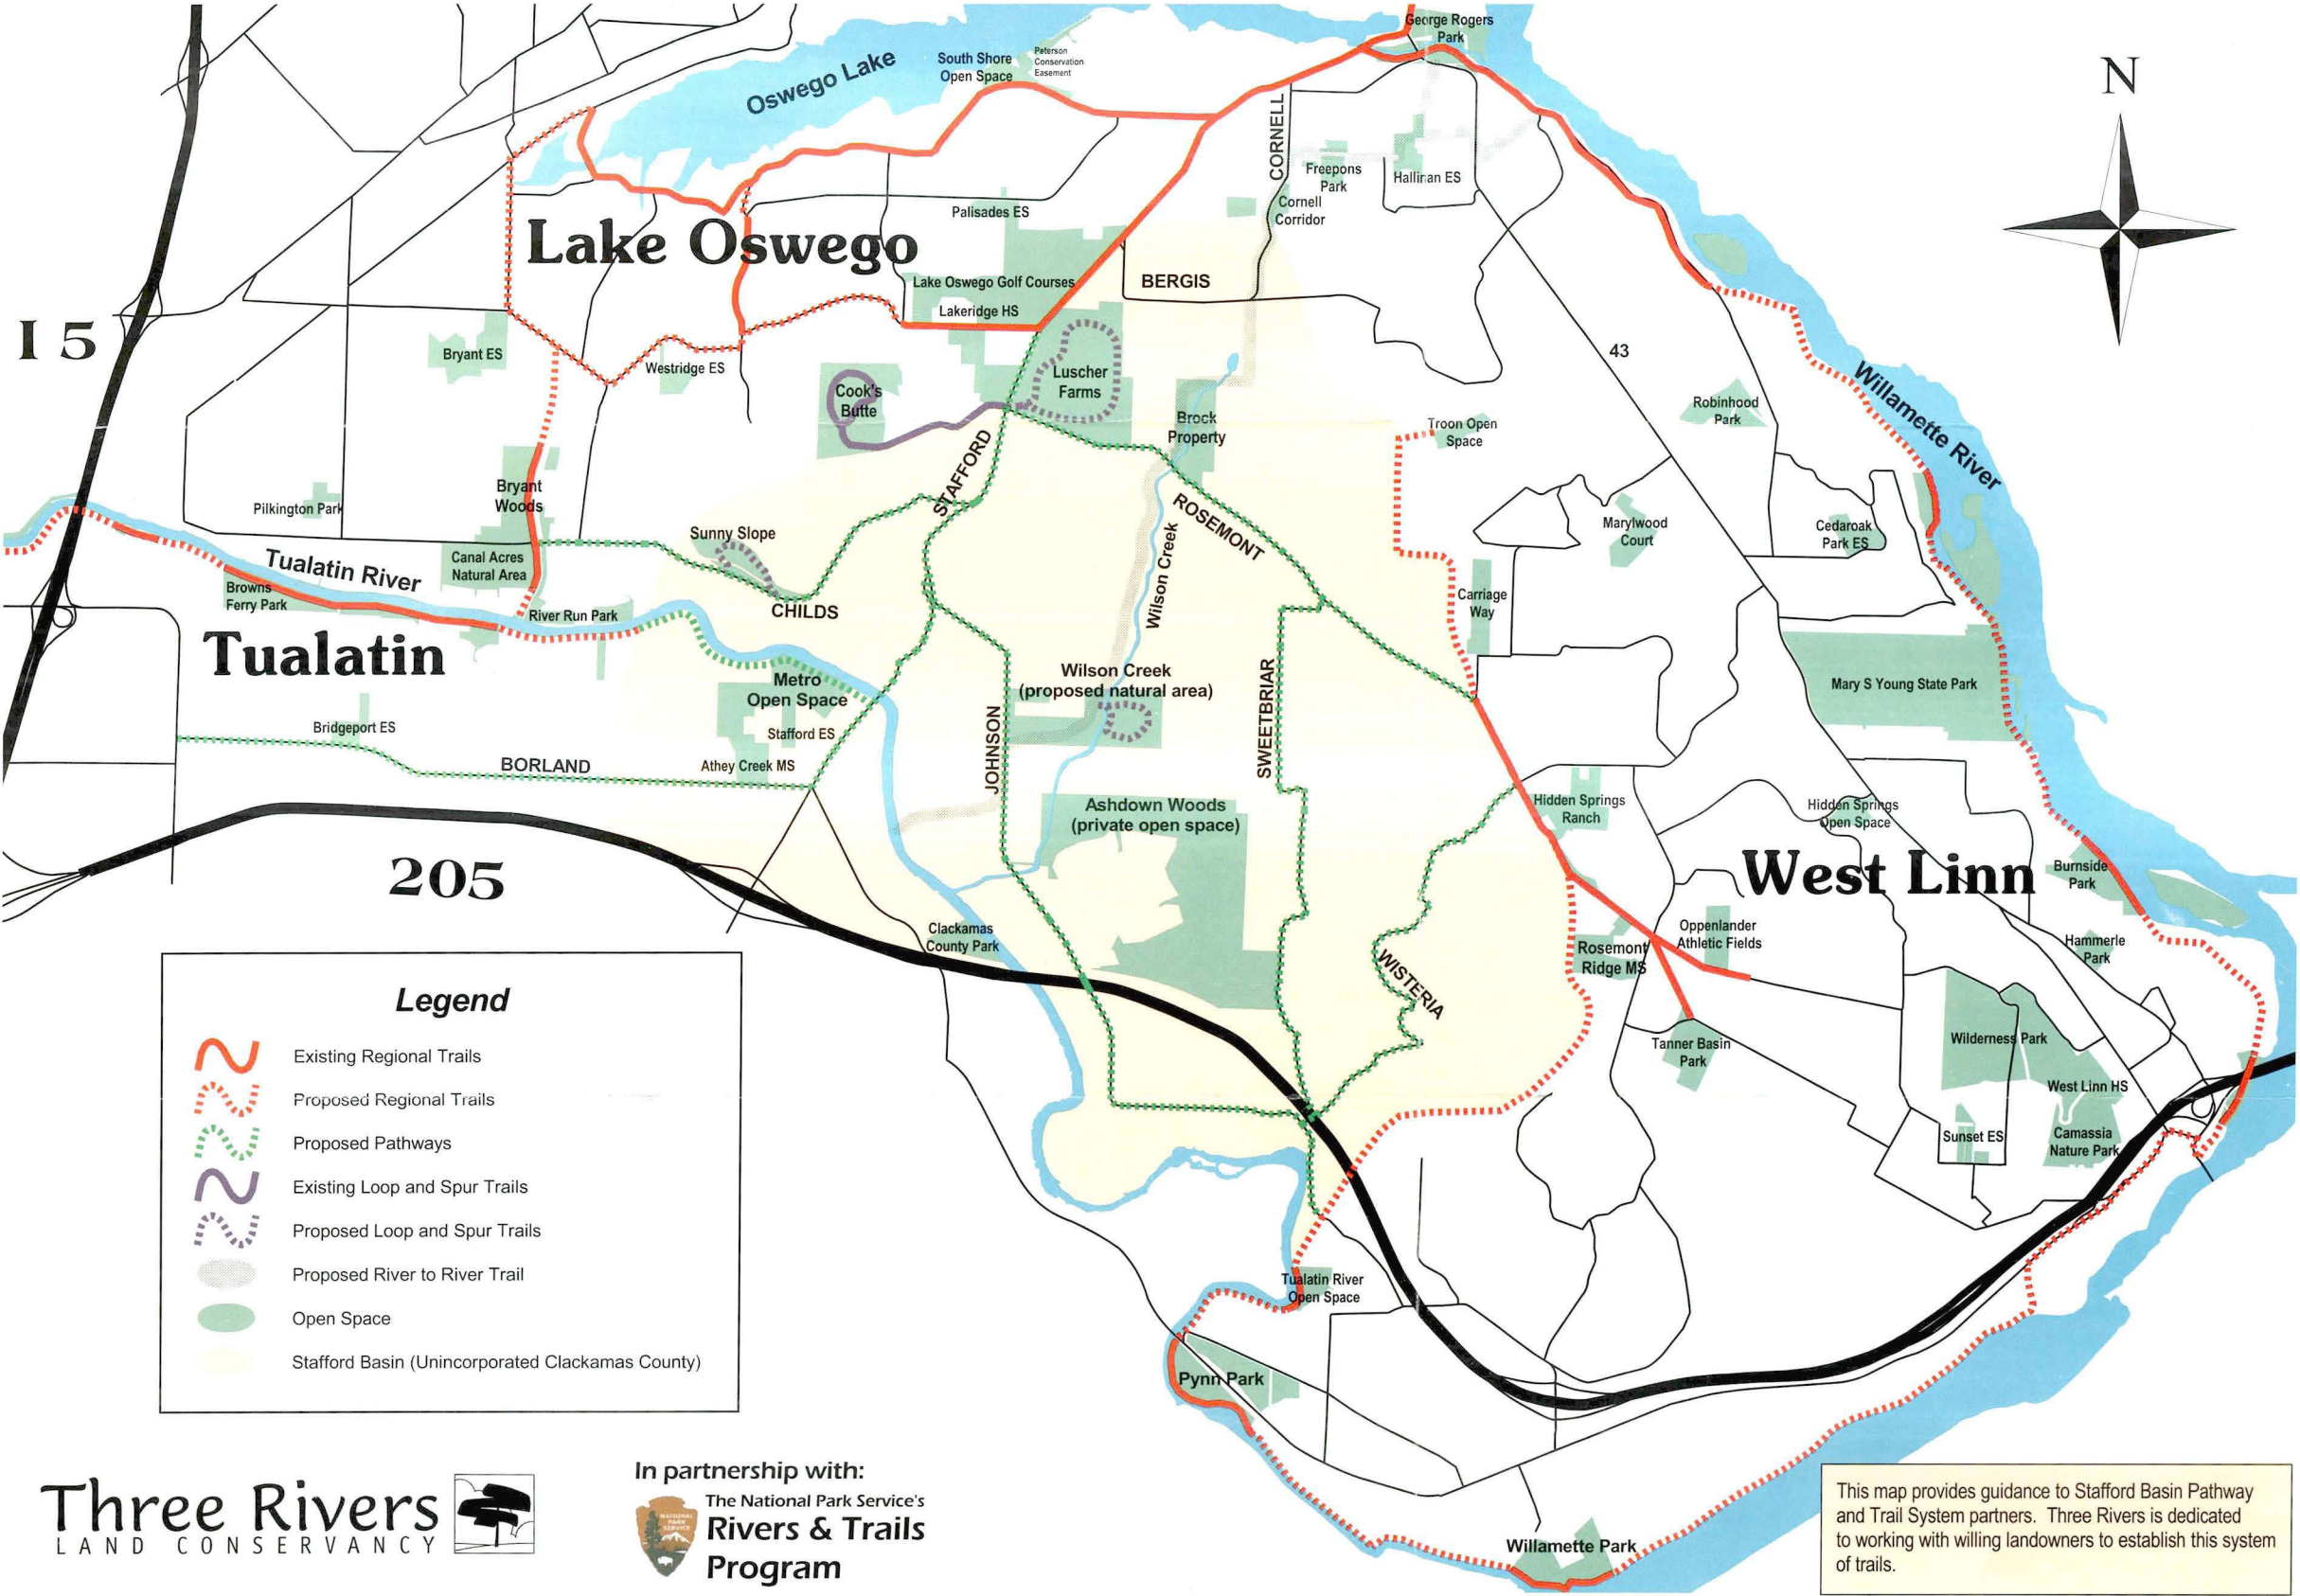 George Rogers
Park
N
Oswego Lake
South Shore
Open Space
Peterson
Conservation
Easement
CORNELL
Freepons
Park
Hallinan ES
Cornell
Corridor
Palisades ES
Lake Oswego
Lake Oswego Golf Courses
BERGIS
Lakeridge HS
I 5
43
Bryant ES
Westridge ES
Cook's
Butte
Luscher
Farms
Willamette River
Robinhood
Park
Brock
Property
Troon Open
Space
STAFFORD
Bryant
Woods
Pilkington Park
ROSEMONT
Marylwood
Court
Cedaroak
Park ES
Sunny Slope
Tualatin River
Canal Acres
Natural Area
Wilson Creek
Browns
Ferry Park
River Run Park
CHILDS
Carriage
Way
Tualatin
Wilson Creek
(proposed natural area)
Metro
Open Space
SWEETBRIAR
Mary S Young State Park
JOHNSON
Bridgeport ES
Stafford ES
BORLAND
Athey Creek MS
Ashdown Woods
(private open space)
Hidden Springs
Ranch
Hidden Springs
Open Space
205
West Linn
Burnside
Park
Clackamas
County Park
Oppenlander
Athletic Fields
Rosemont
Ridge MS
Hammerle
Park
WISTERIA
Tanner Basin
Park
Wilderness Park
West Linn HS
Sunset ES
Camassia
Nature Park
Tualatin River
Open Space
Pynn Park
Willamette Park
Legend
Existing Regional Trails
Proposed Regional Trails
Proposed Pathways
Existing Loop and Spur Trails
Proposed Loop and Spur Trails
Proposed River to River Trail
Open Space
Stafford Basin (Unincorporated Clackamas County)
Three Rivers
LAND CONSERVANCY
In partnership with:
NATIONAL
PARK
SERVICE
The National Park Service's
Rivers & Trails
Program
This map provides guidance to Stafford Basin Pathway
and Trail System partners. Three Rivers is dedicated
to working with willing landowners to establish this system
of trails.